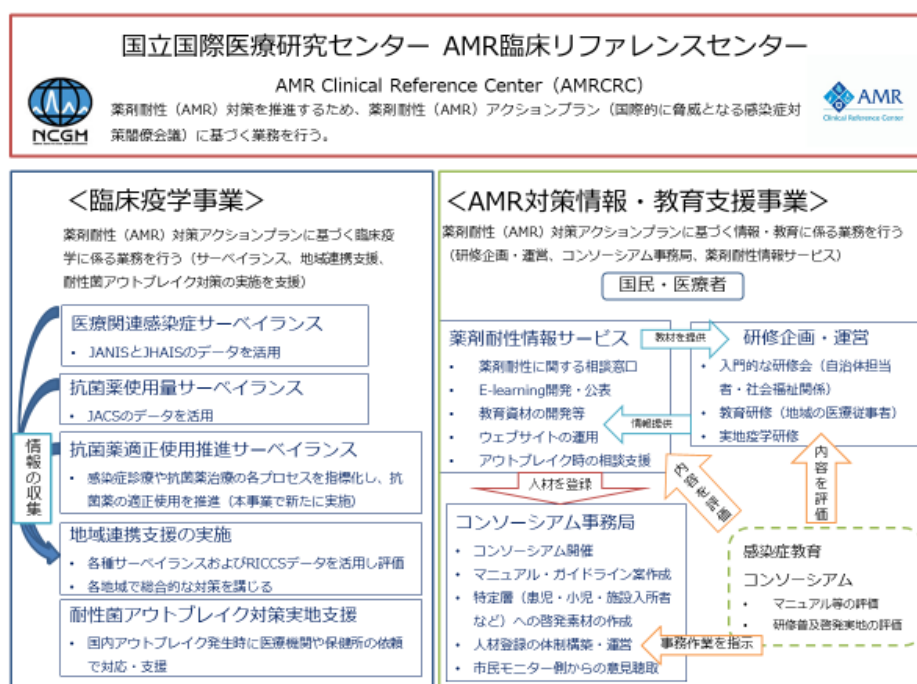 国立国際医療研究センター AMR臨床リファレンスセンター
AMR Clinical Reference Center（AMRCRC）
薬剤耐性（AMR）対策を推進するため、薬剤耐性（AMR）アクションプラン（国際的に脅威となる感染症対
策閣僚会議）に基づく業務を行う。
NCGM
AMR
Clinical Reference Center
＜臨床疫学事業＞
薬剤耐性（AMR）対策アクションプランに基づく臨床疫
学に係る業務を行う（サーベイランス、地域連携支援、
耐性菌アウトブレイク対策の実施を支援）
情報の収集
医療関連感染症サーベイランス
・ JANISとJHAISのデータを活用
抗菌薬使用量サーベイランス
・ JACSのデータを活用
抗菌薬適正使用推進サーベイランス
・ 感染症診療や抗菌薬治療の各プロセスを指標化し、抗
菌薬の適正使用を推進（本事業で新たに実施）
地域連携支援の実施
・ 各種サーベイランスおよびRICCSデータを活用し評価
・ 各地域で総合的な対策を講じる
耐性菌アウトブレイク対策実地支援
・ 国内アウトブレイク発生時に医療機関や保健所の依頼
で対応・支援
＜AMR対策情報・教育支援事業＞
薬剤耐性（AMR）対策アクションプランに基づく情報・教育に係る業務を行う
（研修企画・運営、コンソーシアム事務局、薬剤耐性情報サービス）
国民・医療者
薬剤耐性情報サービス
・ 薬剤耐性に関する相談窓口
・ E-learning開発・公表
・ 教育資材の開発等
・ ウェブサイトの運用
・ アウトブレイク時の相談支援
教材を提供
情報提供
研修企画・運営
・ 入門的な研修会（自治体担当
者・社会福祉関係）
・ 教育研修（地域の医療従事者）
・ 実地疫学研修
人材を登録
内容を評価
内容を評価
コンソーシアム事務局
・ コンソーシアム開催
・ マニュアル・ガイドライン案作成
・ 特定層（患児・小児・施設入所者
など）への啓発素材の作成
・ 人材登録の体制構築・運営
・ 市民モニター側からの意見聴取
事務作業を指示
感染症教育
コンソーシアム
・ マニュアル等の評価
・ 研修普及啓発実地の評価